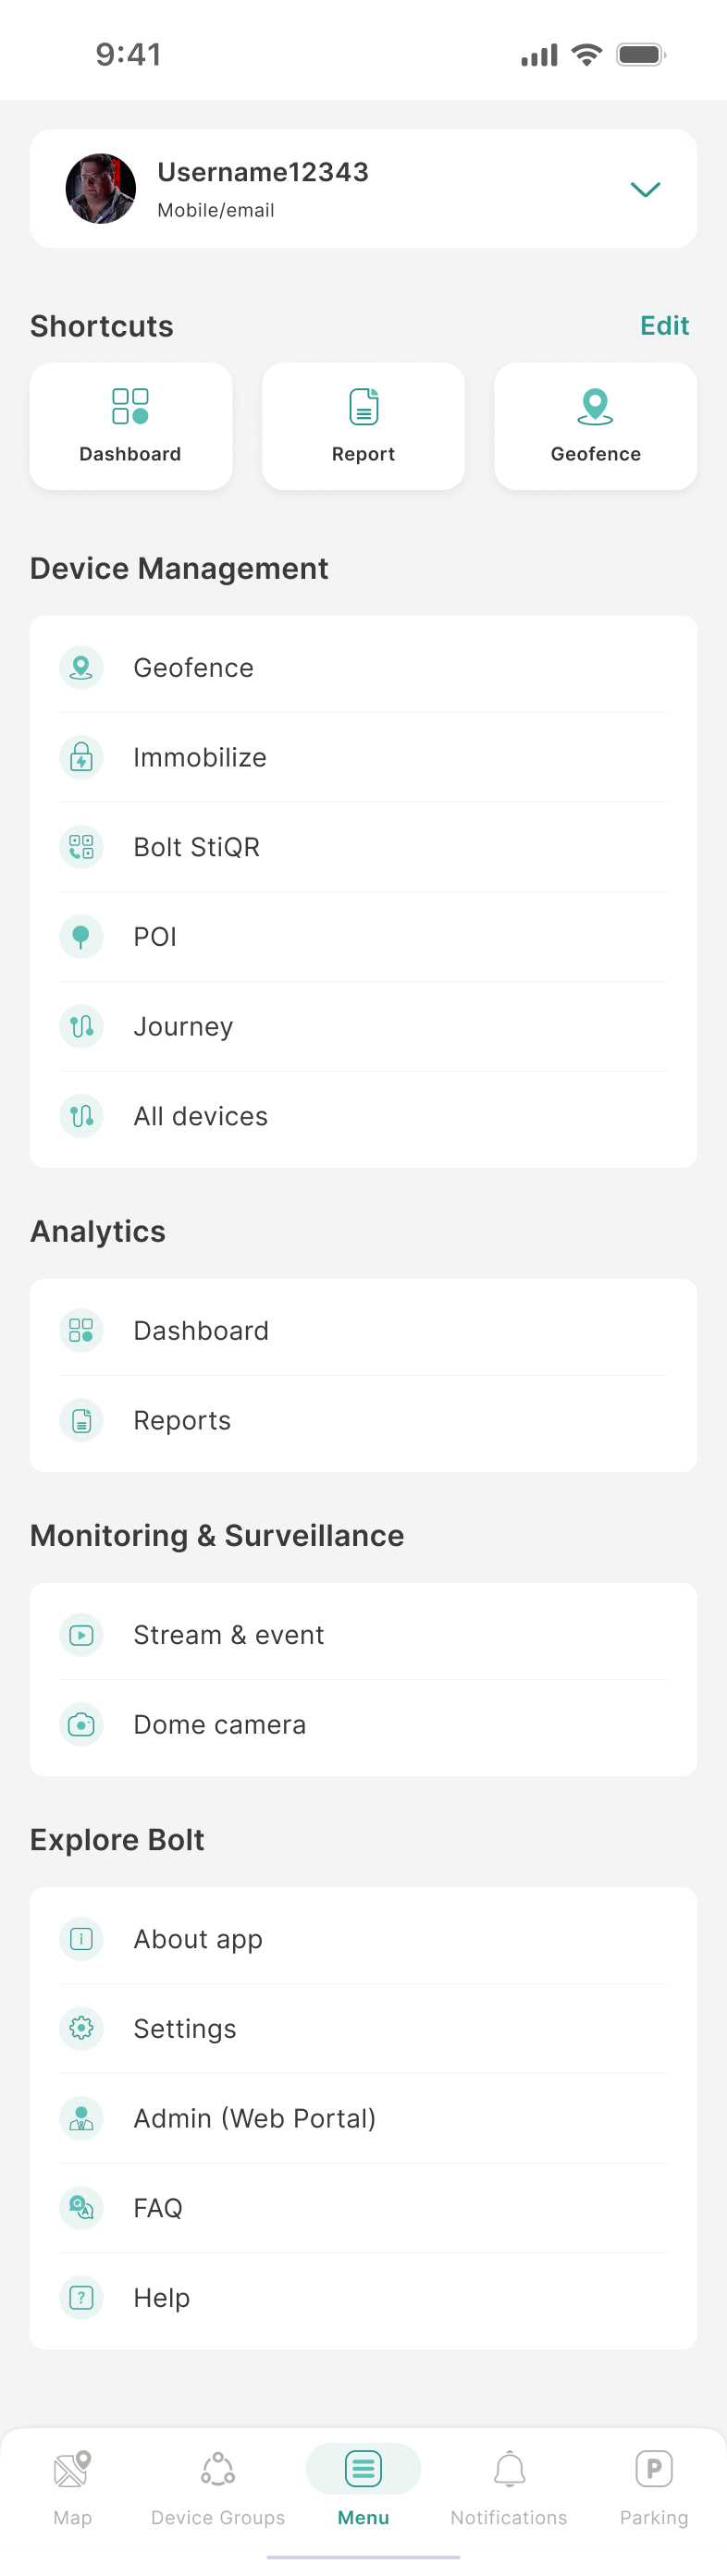 9:41
Username12343
Mobile/email
Shortcuts
Edit
Dashboard
Report
Geofence
Device Management
Geofence
Immobilize
Bolt StiQR
POI
Journey
All devices
Analytics
Dashboard
Reports
Monitoring & Surveillance
Stream & event
Dome camera
Explore Bolt
About app
Settings
Admin (Web Portal)
FAQ
Help
Map
Device Groups
Menu
Notifications
Parking